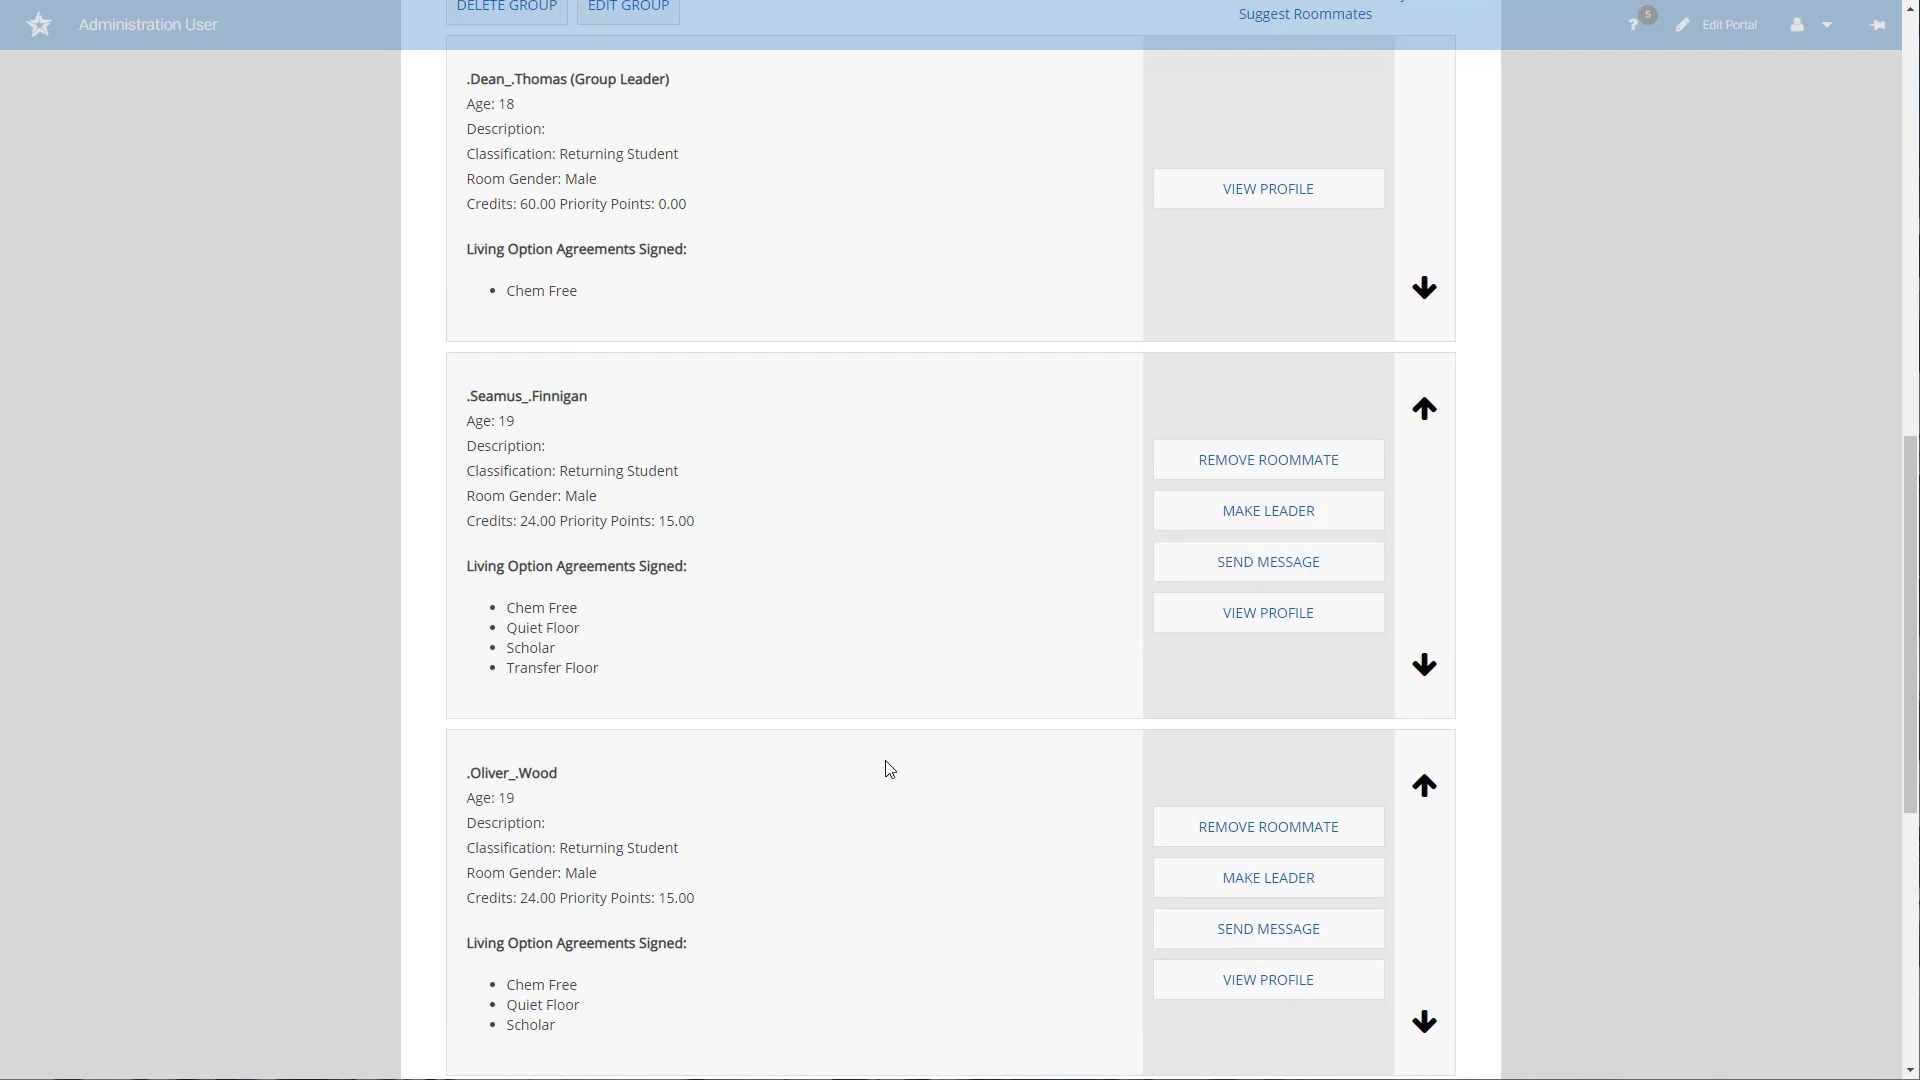 Administration User
DELETE GROUP
EDIT GROUP
Suggest Roommates
5
Edit Portal
.Dean_.Thomas (Group Leader)
Age: 18
Description:
Classification: Returning Student
Room Gender: Male
Credits: 60.00 Priority Points: 0.00
Living Option Agreements Signed:
• Chem Free
VIEW PROFILE
.Seamus_.Finnigan
Age: 19
Description:
Classification: Returning Student
Room Gender: Male
Credits: 24.00 Priority Points: 15.00
Living Option Agreements Signed:
• Chem Free
• Quiet Floor
• Scholar
• Transfer Floor
REMOVE ROOMMATE
MAKE LEADER
SEND MESSAGE
VIEW PROFILE
.Oliver_.Wood
Age: 19
Description:
Classification: Returning Student
Room Gender: Male
Credits: 24.00 Priority Points: 15.00
Living Option Agreements Signed:
• Chem Free
• Quiet Floor
• Scholar
REMOVE ROOMMATE
MAKE LEADER
SEND MESSAGE
VIEW PROFILE